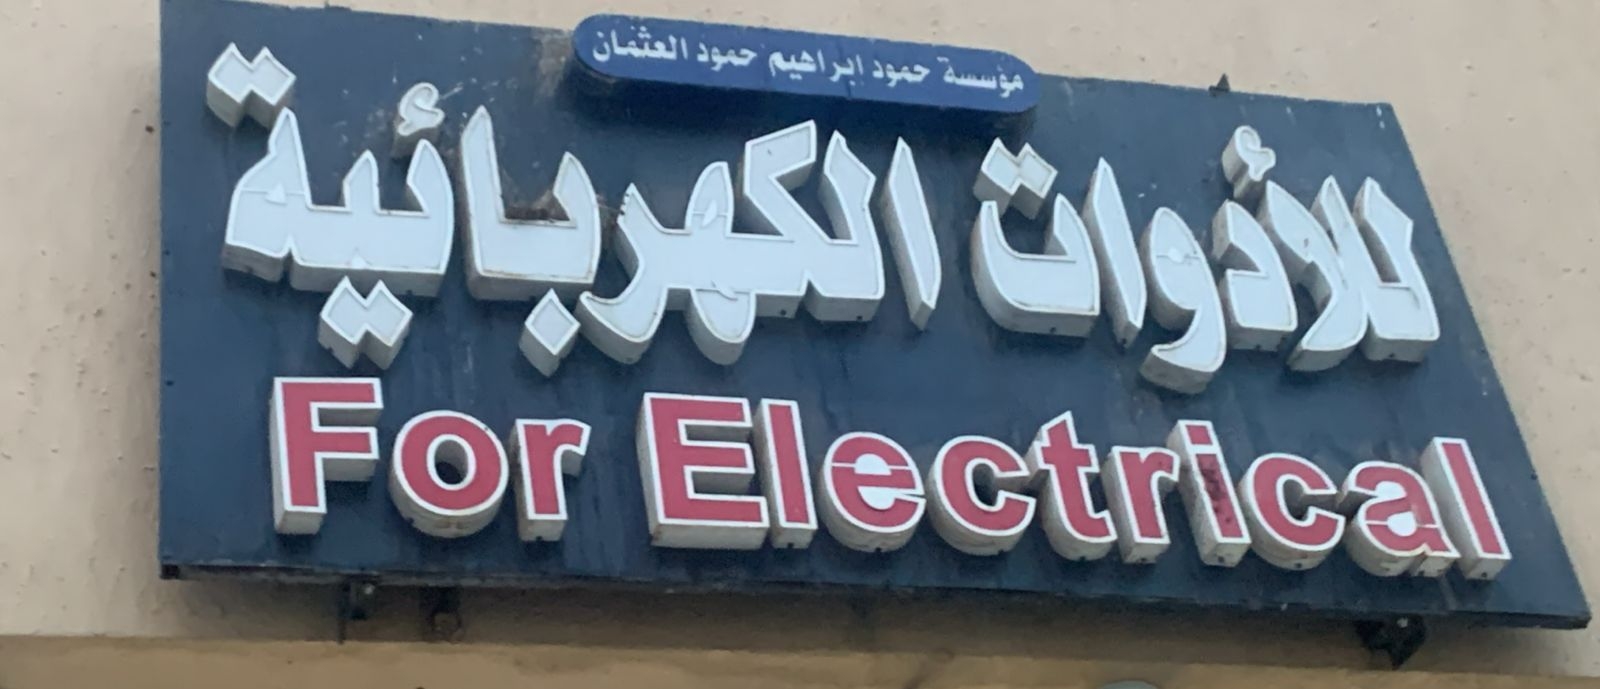 مؤسسة حمود ابراهيم حمود العثمان
للأدوات الكهربائية
For Electrical